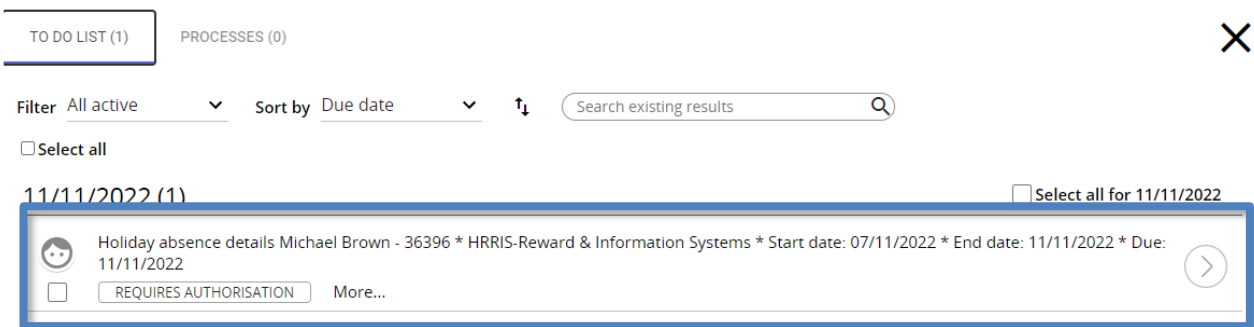 TO DO LIST (1) PROCESSES (0)
Filter All active Sort by Due date Search existing results
Select all
11/11/2022 (1) Select all for 11/11/2022
Holiday absence details Michael Brown - 36396 * HRRIS-Reward & Information Systems * Start date: 07/11/2022 * End date: 11/11/2022 * Due:
11/11/2022
REQUIRES AUTHORISATION More...